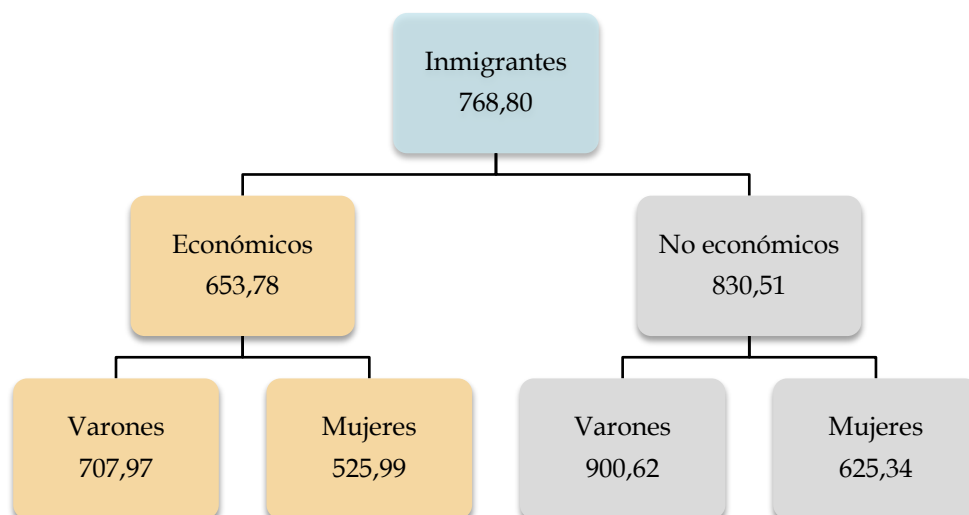 Inmigrantes
768,80
Económicos
653,78
No económicos
830,51
Varones
707,97
Mujeres
525,99
Varones
900,62
Mujeres
625,34